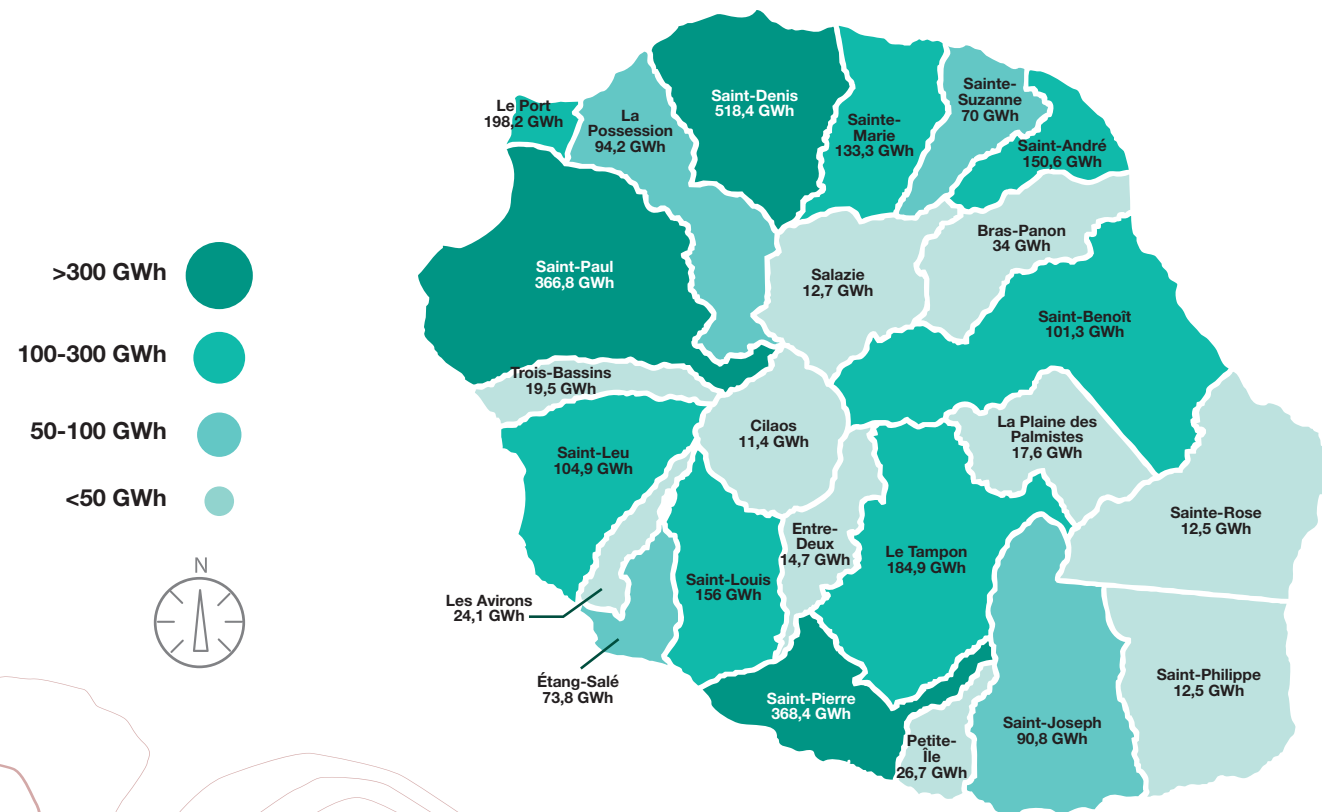 >300 GWh
100-300 GWh
50-100 GWh
<50 GWh
N
Le Port
198,2 GWh
La
Possession
94,2 GWh
Saint-Denis
518,4 GWh
Sainte-
Marie
133,3 GWh
Sainte-
Suzanne
70 GWh
Saint-André
150,6 GWh
Bras-Panon
34 GWh
Saint-Paul
366,8 GWh
Salazie
12,7 GWh
Saint-Benoît
101,3 GWh
Trois-Bassins
19,5 GWh
Cilaos
11,4 GWh
La Plaine des
Palmistes
17,6 GWh
Saint-Leu
104,9 GWh
Sainte-Rose
12,5 GWh
Entre-
Deux
14,7 GWh
Le Tampon
184,9 GWh
Saint-Louis
156 GWh
Les Avirons
24,1 GWh
Étang-Salé
73,8 GWh
Saint-Pierre
368,4 GWh
Saint-Philippe
12,5 GWh
Saint-Joseph
90,8 GWh
Petite-
Île
26,7 GWh